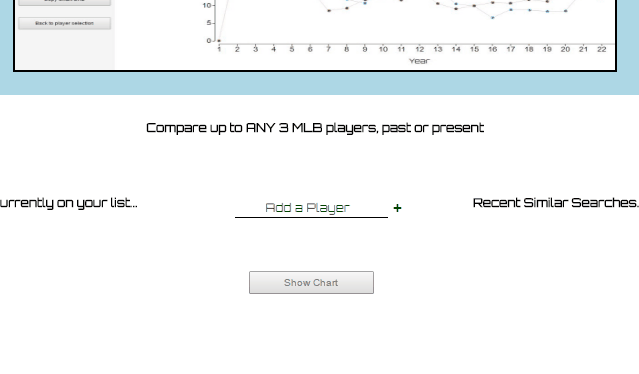 10
Back to player selection
5
0
1 2 3 4 5 6 7 8 9 10 11 12 13 14 15 16 17 18 19 20 21 22
Year
Compare up to ANY 3 MLB players, past or present
urrently on your list...
Add a Player +
Recent Similar Searches.
Show Chart